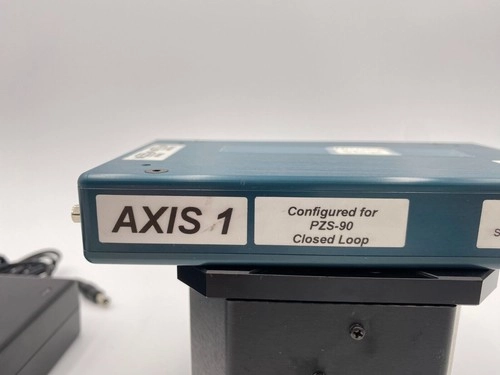 AXIS 1
Configured for
PZS-90
Closed Loop